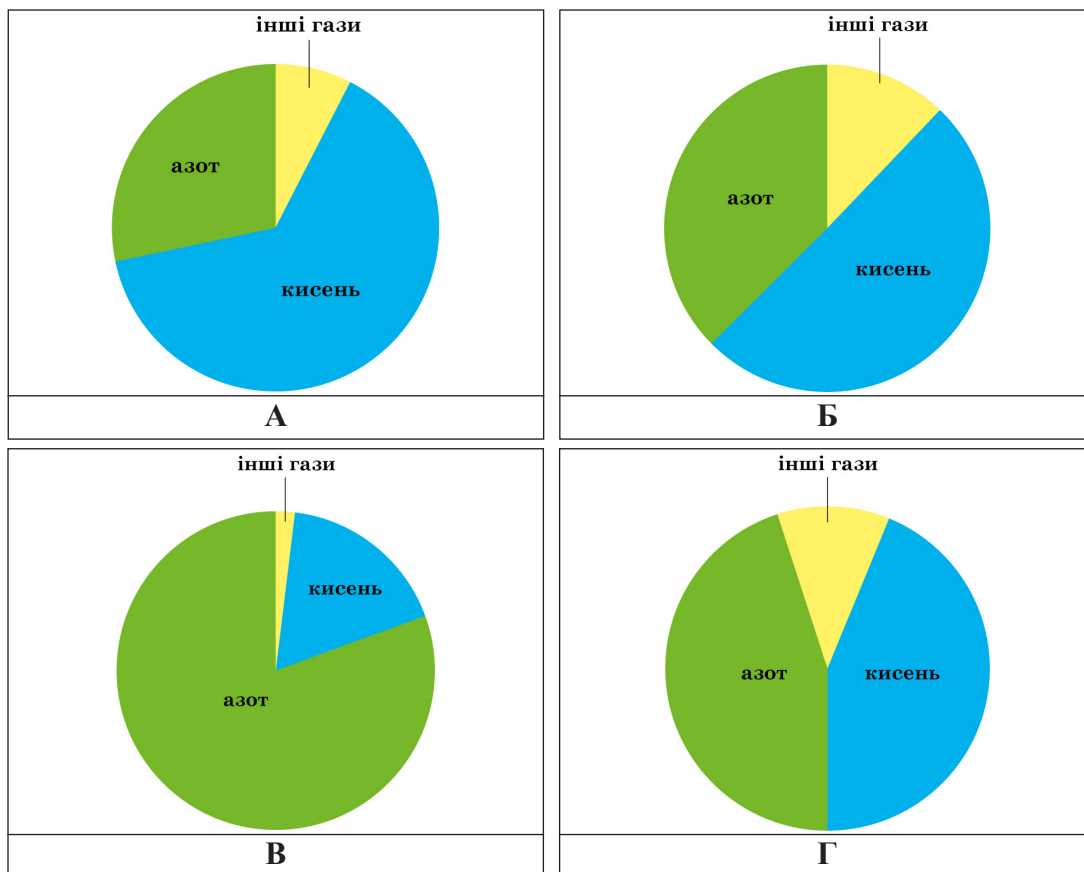 інші гази
азот
кисень
А
інші гази
азот
кисень
Б
інші гази
кисень
азот
В
інші гази
азот
кисень
Г